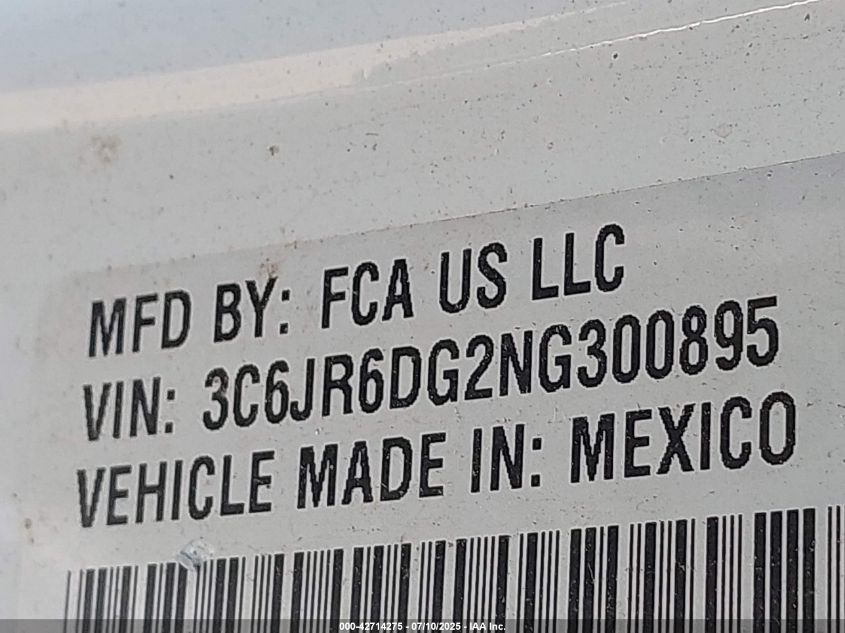 MFD BY: FCA US LLC
VIN: 3C6JR6DG2NG300895
VEHICLE MADE IN: MEXICO
000-42714275 - 07/10/2025 - IAA Inc.